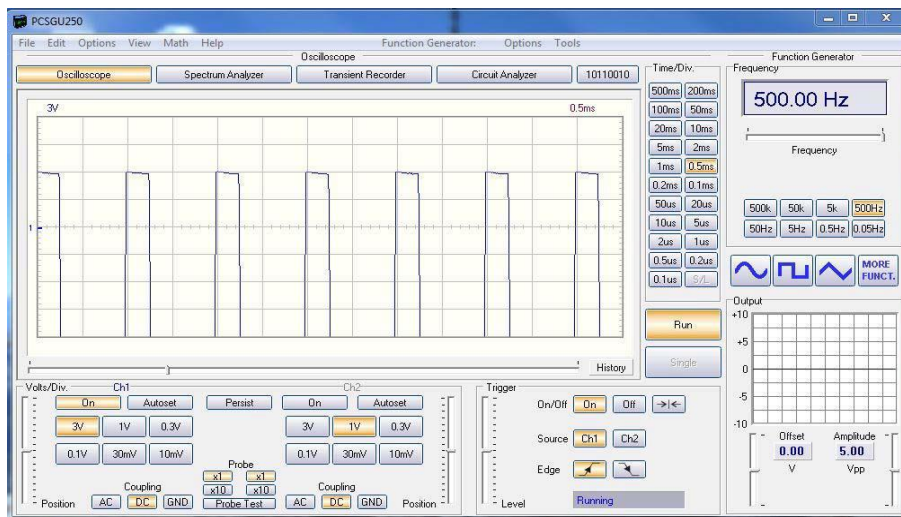 PCSGU250
File Edit Options View Math Help Function Generator: Options Tools
Oscilloscope
Oscilloscope Spectrum Analyzer Transient Recorder Circuit Analyzer 10110010
3V 0.5ms
1
History
Time/Div.
500ms 200ms
100ms 50ms
20ms 10ms
5ms 2ms
1ms 0.5ms
0.2ms 0.1ms
50us 20us
10us 5us
2us 1us
0.5us 0.2us
0.1us S/L
Run
Single
Function Generator
Frequency
500.00 Hz
Frequency
500k 50k 5k 500Hz
50Hz 5Hz 0.5Hz 0.05Hz
MORE
FUNCT.
Output
+10
+5
0
-5
-10
Offset Amplitude
0.00 5.00
V Vpp
Volts/Div. Ch1 Ch2
On Autoset Persist On Autoset
3V 1V 0.3V 3V 1V 0.3V
0.1V 30mV 10mV 0.1V 30mV 10mV
Probe
x1 x1
x10 x10
Coupling Coupling
Position AC DC GND Probe Test AC DC GND Position
Trigger
On/Off On Off
Source Ch1 Ch2
Edge
Level Running